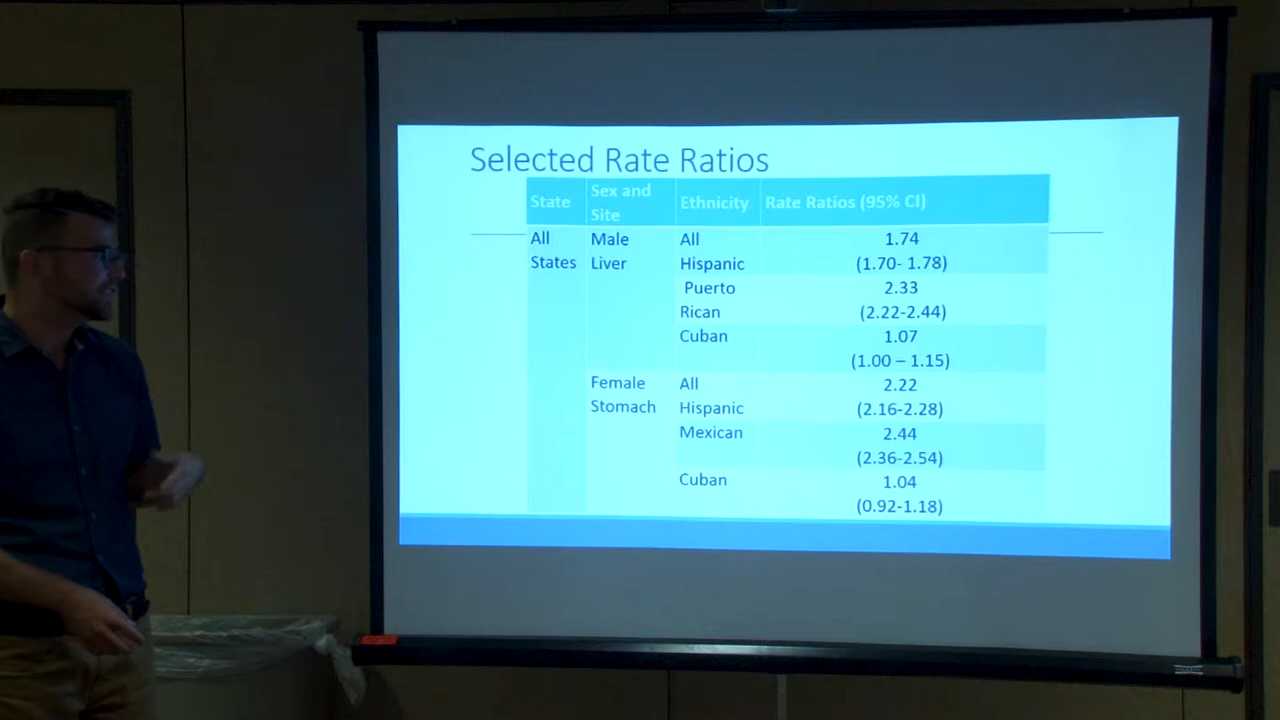 Selected Rate Ratios
State Sex and Site Ethnicity Rate Ratios (95% CI)
All Male All 1.74
States Liver Hispanic (1.70- 1.78)
Puerto 2.33
Rican (2.22-2.44)
Cuban 1.07
(1.00 – 1.15)
Female All 2.22
Stomach Hispanic (2.16-2.28)
Mexican 2.44
(2.36-2.54)
Cuban 1.04
(0.92-1.18)